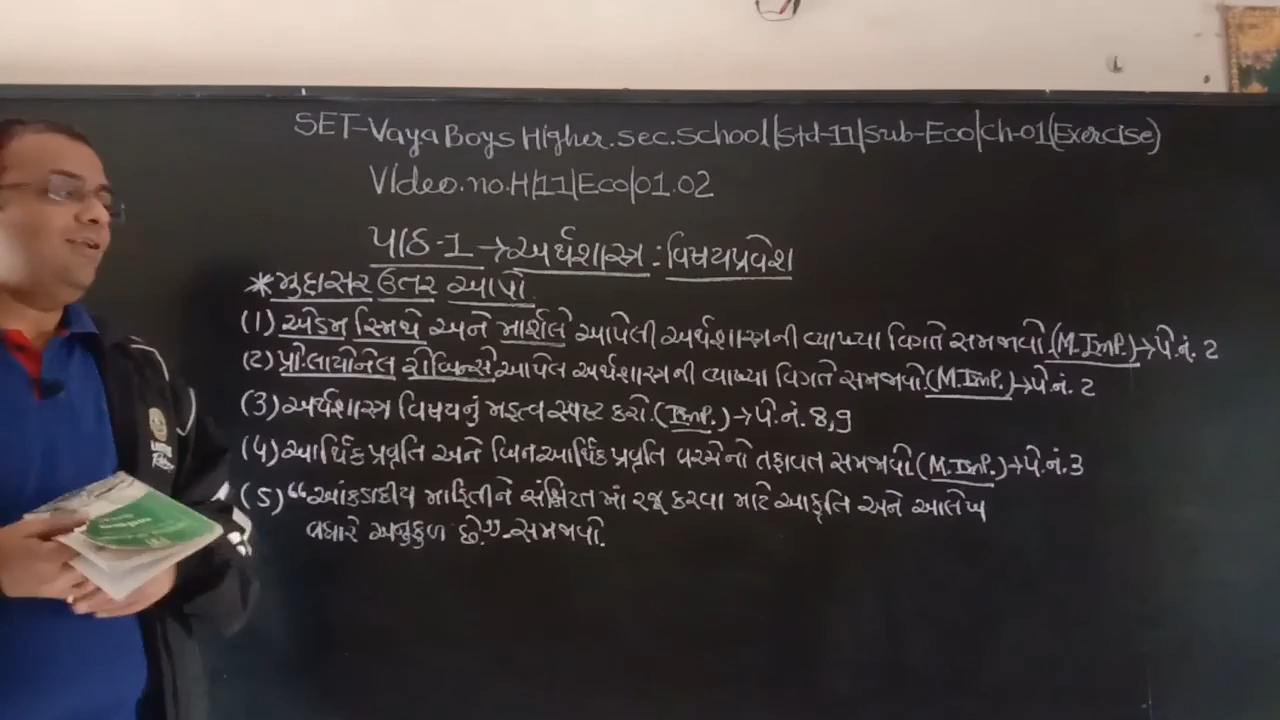 SET-Vaya Boys Higher.sec.school/std-11/sub-Eco/ch-01(Exercise)
Video.no.H/11/Eco/01.02
પાઠ-1 → અર્થશાસ્ત્ર : વિષયપ્રવેશ
* મુદ્દાસર ઉતર આપો.
(1) એડમ સ્મિથે અને માર્શલે આપેલી અર્થશાસ્ત્રની વ્યાખ્યા વિગતે સમજાવો.(M.Imp.)→પે.નં. 2
(૨) પ્રો.લાયોનેલ રોબિન્સે આપેલ અર્થશાસ્ત્રની વ્યાખ્યા વિગતે સમજાવો.(M.Imp.)→પે.નં. 2
(3) અર્થશાસ્ત્ર વિષયનું મહત્વ સ્પષ્ટ કરો.(Imp.)→પે.નં. 8,9
(4) આર્થિક પ્રવૃતિ અને બિનઆર્થિક પ્રવૃતિ વચ્ચેનો તફાવત સમજાવો.(M.Imp.)→પે.નં.3
(5) "આંકડાકીય માહિતીને સંક્ષિપ્ત માં રજૂ કરવા માટે આકૃતિ અને આલેખ
વધારે અનુકુળ છે."-સમજાવો.